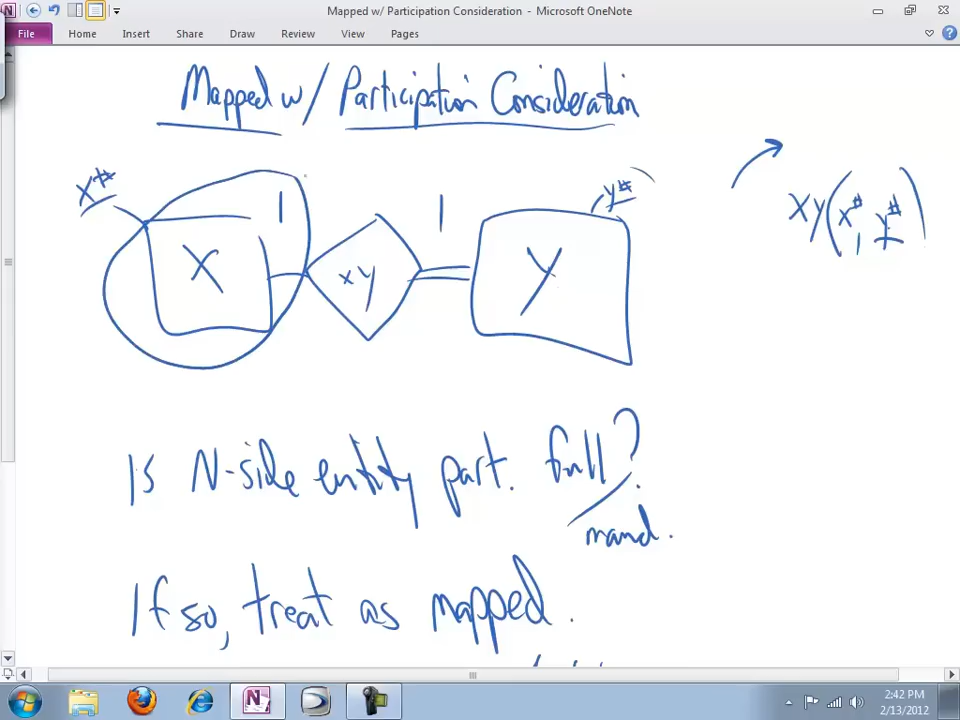 Mapped w/ Participation Consideration - Microsoft OneNote
File Home Insert Share Draw Review View Pages
Mapped w/ Participation Consideration
X# 1 1 y#
X xy Y
XY(x# y#)
Is N-side entity part. full?
mand.
If so, treat as mapped.
2:42 PM
2/13/2012